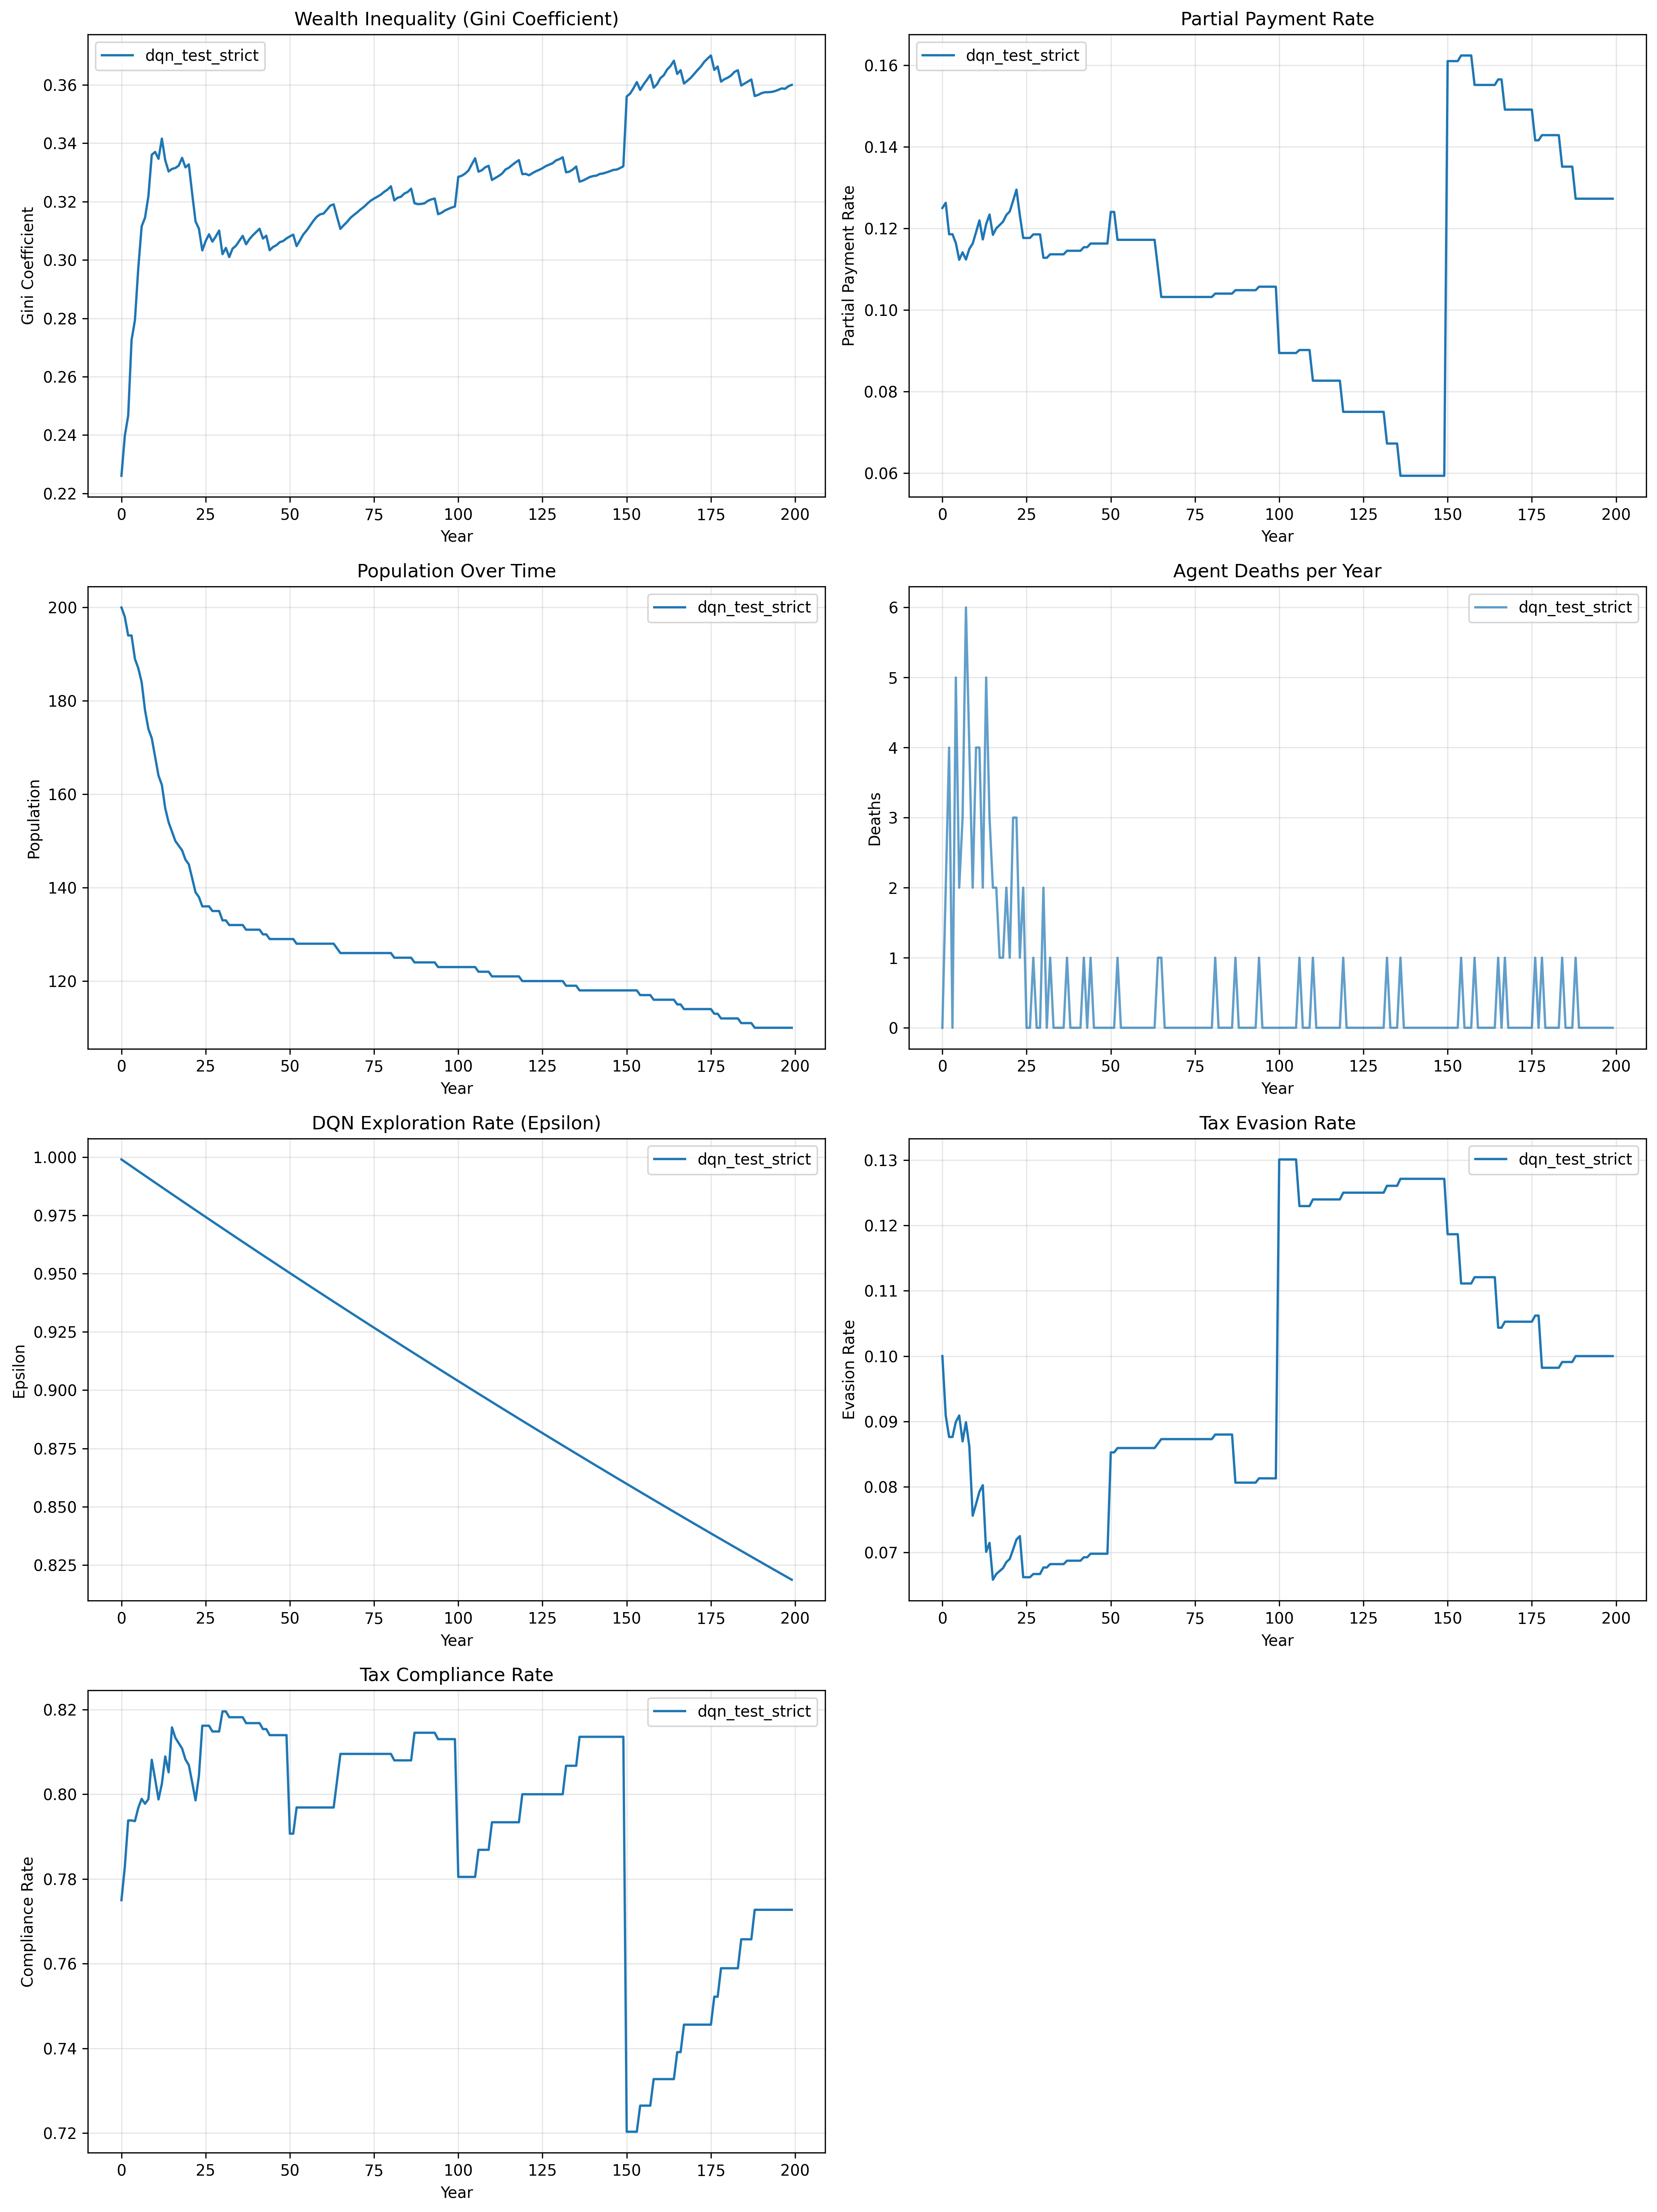 Wealth Inequality (Gini Coefficient)
dqn_test_strict
Gini Coefficient
0.36
0.34
0.32
0.30
0.28
0.26
0.24
0.22
0 25 50 75 100 125 150 175 200
Year
Partial Payment Rate
dqn_test_strict
Partial Payment Rate
0.16
0.14
0.12
0.10
0.08
0.06
0 25 50 75 100 125 150 175 200
Year
Population Over Time
dqn_test_strict
Population
200
180
160
140
120
0 25 50 75 100 125 150 175 200
Year
Agent Deaths per Year
dqn_test_strict
Deaths
6
5
4
3
2
1
0
0 25 50 75 100 125 150 175 200
Year
DQN Exploration Rate (Epsilon)
dqn_test_strict
Epsilon
1.000
0.975
0.950
0.925
0.900
0.875
0.850
0.825
0 25 50 75 100 125 150 175 200
Year
Tax Evasion Rate
dqn_test_strict
Evasion Rate
0.13
0.12
0.11
0.10
0.09
0.08
0.07
0 25 50 75 100 125 150 175 200
Year
Tax Compliance Rate
dqn_test_strict
Compliance Rate
0.82
0.80
0.78
0.76
0.74
0.72
0 25 50 75 100 125 150 175 200
Year